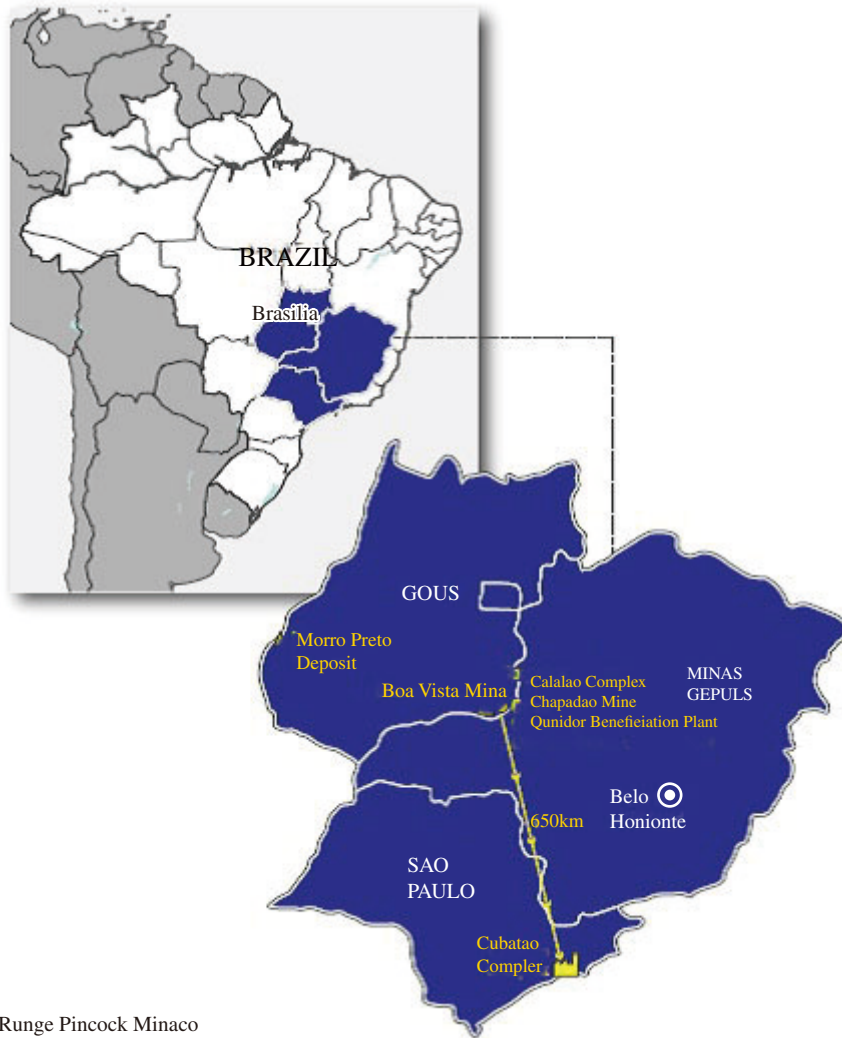 BRAZIL
Brasilia
GOUS
Morro Preto
Deposit
Boa Vista Mina
Calalao Complex
Chapadao Mine
Qunidor Benefieiation Plant
MINAS
GEPULS
Belo
Honionte
650km
SAO
PAULO
Cubatao
Compler
Runge Pincock Minaco